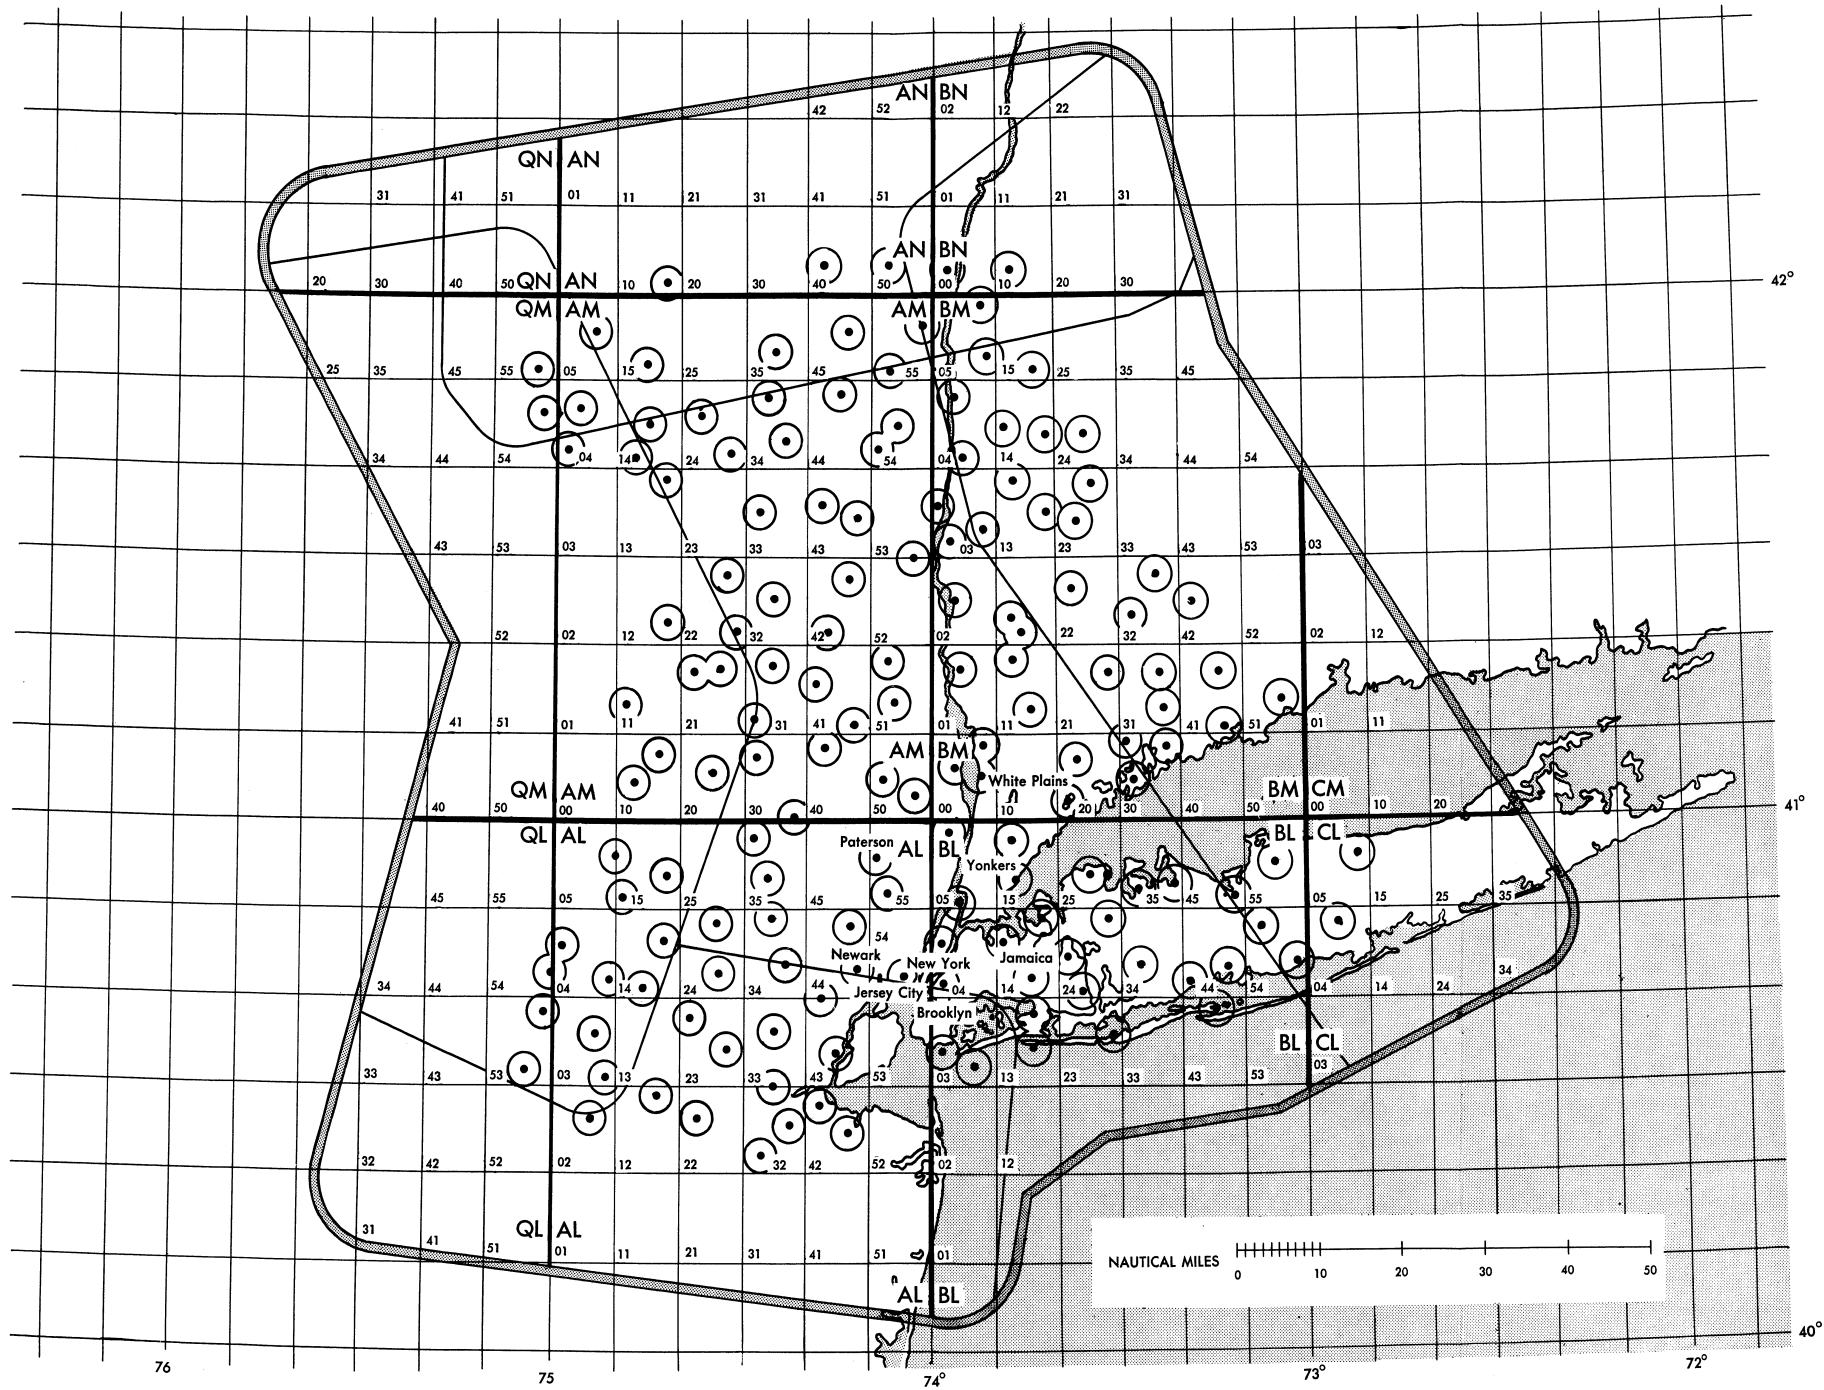 AN BN
42 52 02 12 22
QN AN
31 41 51 01 11 21 31 41 51 01 11 21 31
AN BN
20 30 40 50 QN AN 10 20 30 40 50 00 10 20 30 42°
QM AM AM BM
25 35 45 55 05 15 25 35 45 55 05 15 25 35 45
34 44 54 04 14 24 34 44 54 04 14 24 34 44 54
43 53 03 13 23 33 43 53 03 13 23 33 43 53 03
52 02 12 22 32 42 52 02 22 32 42 52 02 12
41 51 01 11 21 31 41 51 01 11 21 31 41 51 01 11
AM BM
White Plains
QM AM BM CM
40 50 00 10 20 30 40 50 00 10 20 30 40 50 00 10 20 41°
QL AL BL CL
Paterson AL BL
Yonkers
45 55 05 15 25 35 45 55 05 15 25 35 45 55 05 15 25 35
54
Newark New York Jamaica
34 44 54 04 14 24 34 44 04 14 24 34 44 54 04 14 24 34
Jersey City
Brooklyn
BL CL
33 43 53 03 13 23 33 43 53 03 13 23 33 43 53 03
32 42 52 02 12 22 32 42 52 02 12
QL AL
31 41 51 01 11 21 31 41 51 01
NAUTICAL MILES
0 10 20 30 40 50
AL BL
40°
76 75 74° 73° 72°